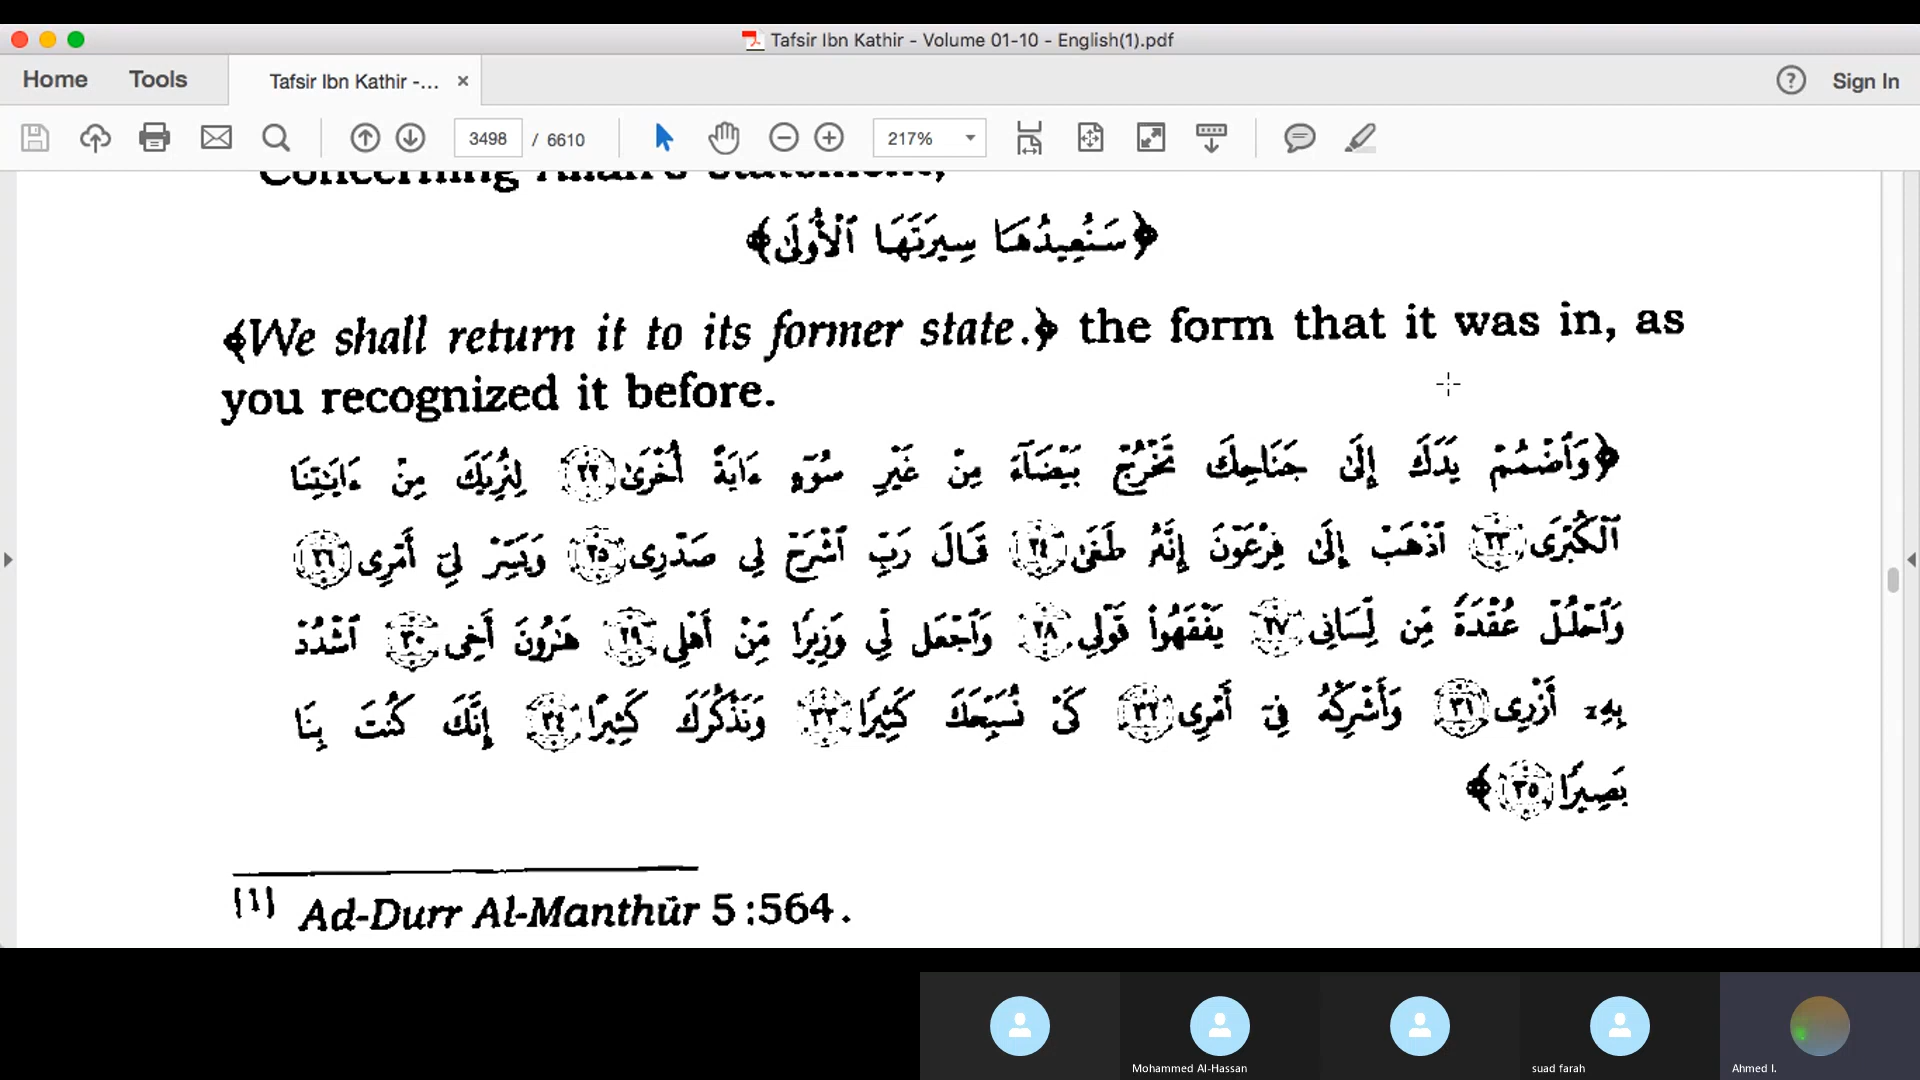 Tafsir Ibn Kathir - Volume 01-10 - English(1).pdf
Home Tools Tafsir Ibn Kathir -... × ? Sign In
3498 / 6610 217%
Concerning Allah's statement,
﴿سَنُعِيدُهَا سِيرَتَهَا ٱلْأُولَىٰ﴾
﴿We shall return it to its former state.﴾ the form that it was in, as
you recognized it before.
﴿وَٱضْمُمْ يَدَكَ إِلَىٰ جَنَاحِكَ تَخْرُجْ بَيْضَآءَ مِنْ غَيْرِ سُوٓءٍ ءَايَةً أُخْرَىٰ ٢٢ لِنُرِيَكَ مِنْ ءَايَـٰتِنَا
ٱلْكُبْرَى ٢٣ ٱذْهَبْ إِلَىٰ فِرْعَوْنَ إِنَّهُۥ طَغَىٰ ٢٤ قَالَ رَبِّ ٱشْرَحْ لِى صَدْرِى ٢٥ وَيَسِّرْ لِىٓ أَمْرِى ٢٦
وَٱحْلُلْ عُقْدَةً مِّن لِّسَانِى ٢٧ يَفْقَهُوا۟ قَوْلِى ٢٨ وَٱجْعَل لِّى وَزِيرًا مِّنْ أَهْلِى ٢٩ هَـٰرُونَ أَخِى ٣٠ ٱشْدُدْ
بِهِۦٓ أَزْرِى ٣١ وَأَشْرِكْهُ فِىٓ أَمْرِى ٣٢ كَىْ نُسَبِّحَكَ كَثِيرًا ٣٣ وَنَذْكُرَكَ كَثِيرًا ٣٤ إِنَّكَ كُنتَ بِنَا
بَصِيرًا ٣٥﴾
[1] Ad-Durr Al-Manthūr 5:564.
Mohammed Al-Hassan suad farah Ahmed I.